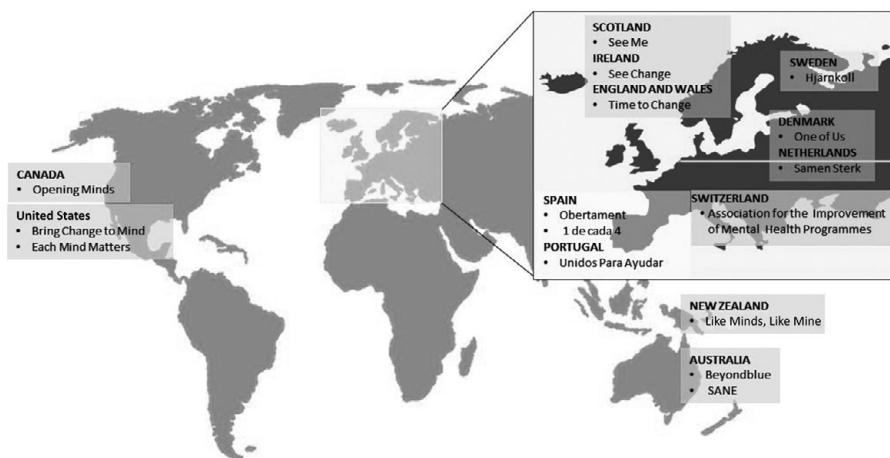 SCOTLAND
• See Me
IRELAND
• See Change
ENGLAND AND WALES
• Time to Change
SWEDEN
• Hjärnkoll
DENMARK
• One of Us
NETHERLANDS
• Samen Sterk
CANADA
• Opening Minds
United States
• Bring Change to Mind
• Each Mind Matters
SPAIN
• Obertament
• 1 de cada 4
PORTUGAL
• Unidos Para Ayudar
SWITZERLAND
• Association for the Improvement
of Mental Health Programmes
NEW ZEALAND
• Like Minds, Like Mine
AUSTRALIA
• Beyondblue
• SANE